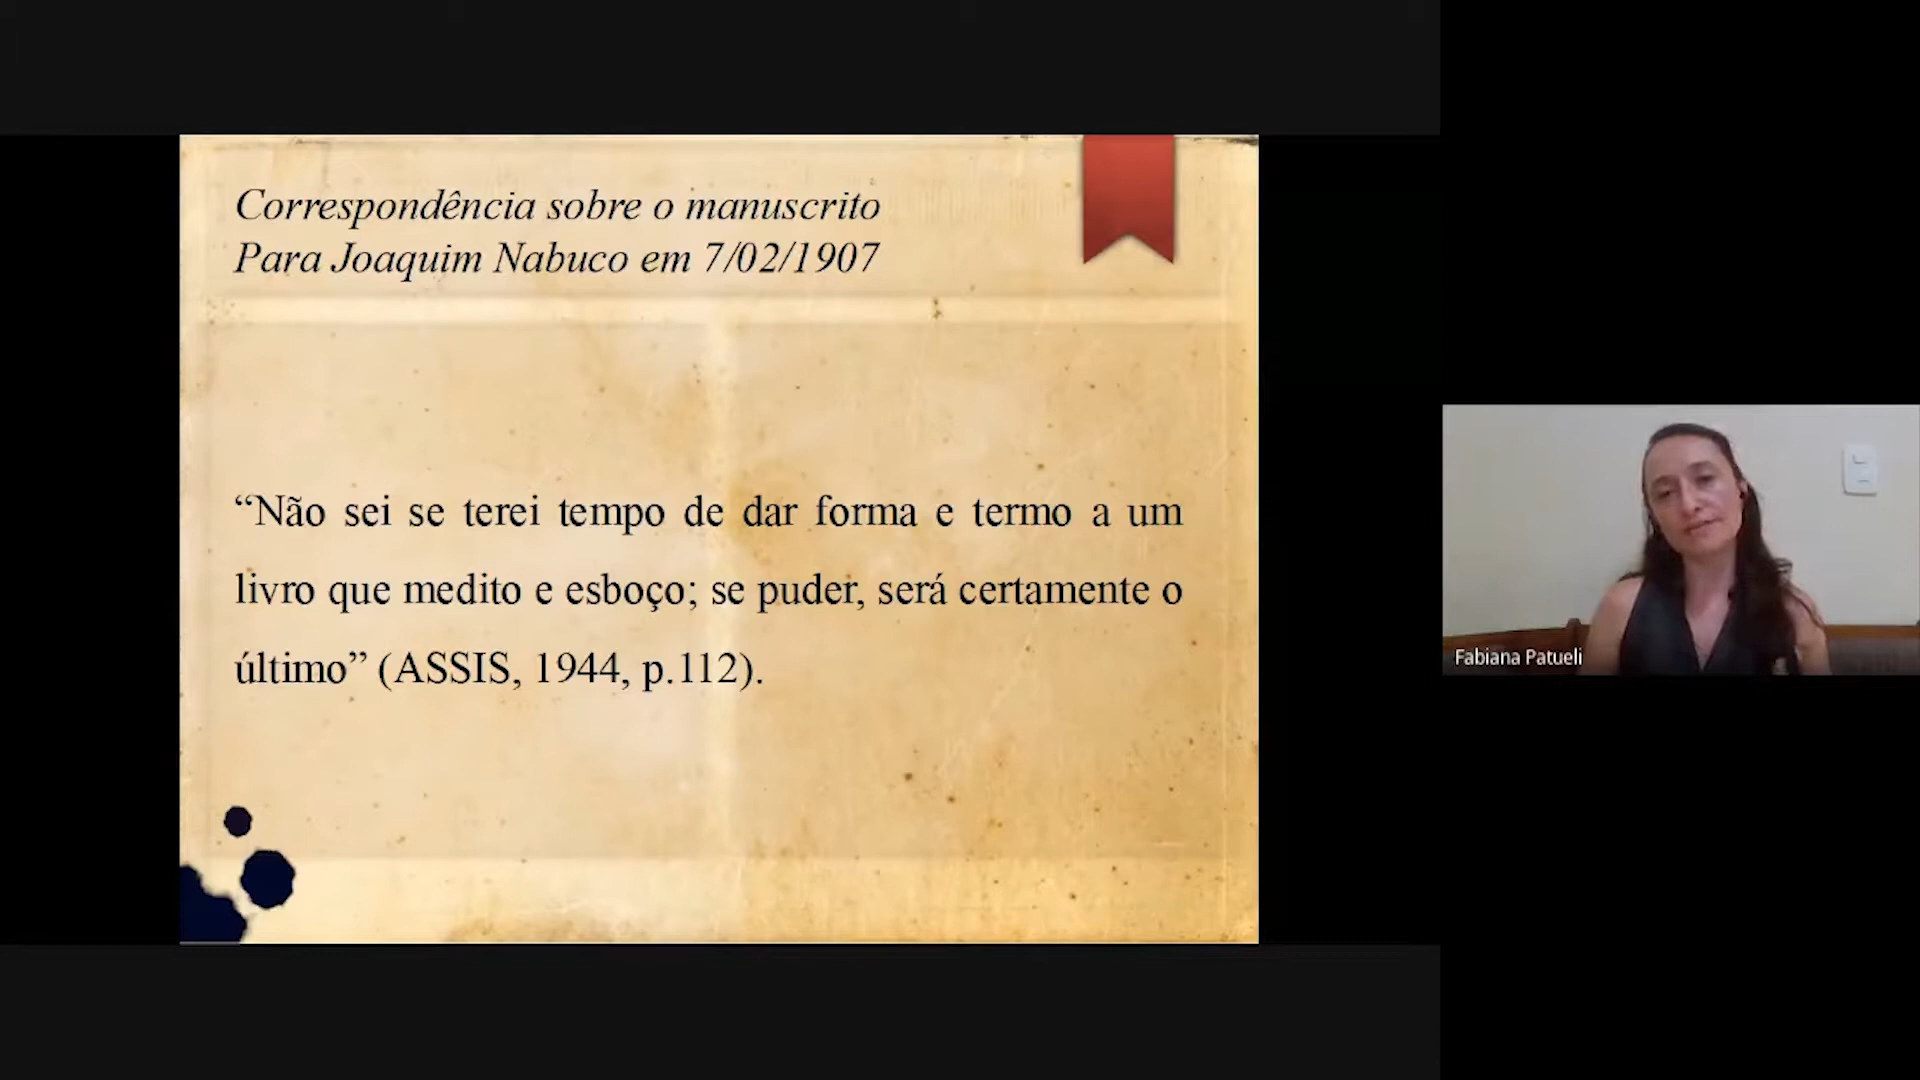 Correspondência sobre o manuscrito
Para Joaquim Nabuco em 7/02/1907
“Não sei se terei tempo de dar forma e termo a um
livro que medito e esboço; se puder, será certamente o
último” (ASSIS, 1944, p.112).
Fabiana Patueli